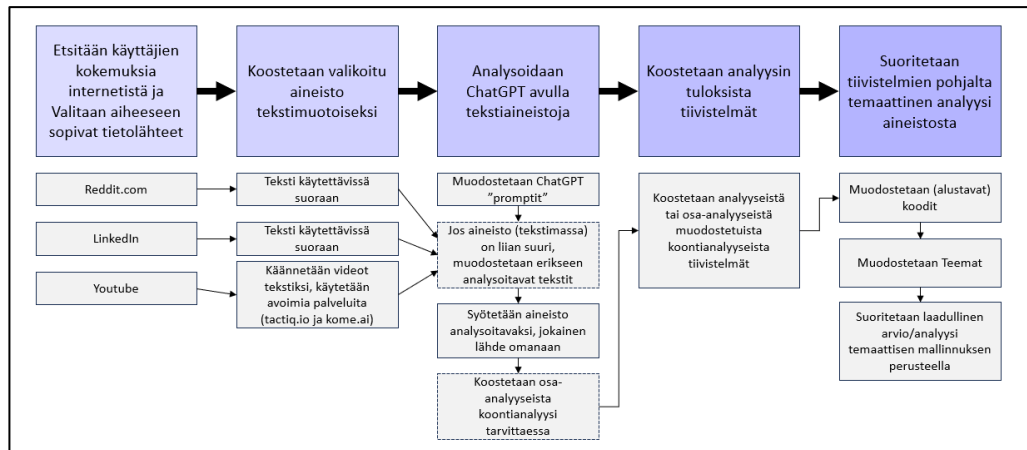 Etsitään käyttäjien
kokemuksia
internetistä ja
Valitaan aiheeseen
sopivat tietolähteet
Koostetaan valikoitu
aineisto
tekstimuotoiseksi
Analysoidaan
ChatGPT avulla
tekstiaineistoja
Koostetaan analyysin
tuloksista
tiivistelmät
Suoritetaan
tiivistelmien pohjalta
temaattinen analyysi
aineistosta
Reddit.com
LinkedIn
Youtube
Teksti käytettävissä
suoraan
Teksti käytettävissä
suoraan
Käännetään videot
tekstiksi, käytetään
avoimia palveluita
(tactiq.io ja kome.ai)
Muodostetaan ChatGPT
”promptit”
Jos aineisto (tekstimassa)
on liian suuri,
muodostetaan erikseen
analysoitavat tekstit
Syötetään aineisto
analysoitavaksi, jokainen
lähde omanaan
Koostetaan osa-
analyyseista
koontianalyysi
tarvittaessa
Koostetaan analyyseistä
tai osa-analyyseistä
muodostetuista
koontianalyyseista
tiivistelmät
Muodostetaan (alustavat)
koodit
Muodostetaan Teemat
Suoritetaan laadullinen
arvio/analyysi
temaattisen mallinnuksen
perusteella